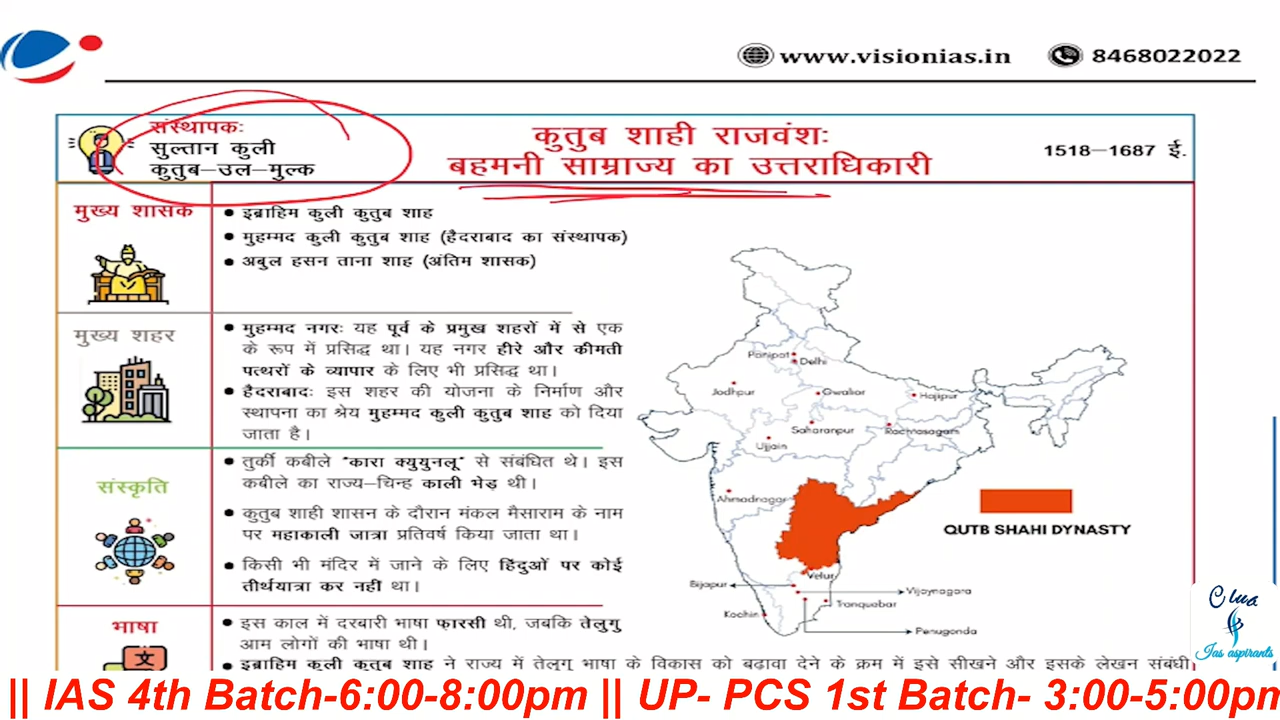 www.visionias.in 8468022022
संस्थापकः
सुल्तान कुली
कुतुब-उल-मुल्क
कुतुब शाही राजवंशः
बहमनी साम्राज्य का उत्तराधिकारी
1518-1687 ई.
मुख्य शासक
• इब्राहिम कुली कुतुब शाह
• मुहम्मद कुली कुतुब शाह (हैदराबाद का संस्थापक)
• अबुल हसन ताना शाह (अंतिम शासक)
मुख्य शहर
• मुहम्मद नगरः यह पूर्व के प्रमुख शहरों में से एक
के रूप में प्रसिद्ध था। यह नगर हीरे और कीमती
पत्थरों के व्यापार के लिए भी प्रसिद्ध था।
• हैदराबादः इस शहर की योजना के निर्माण और
स्थापना का श्रेय मुहम्मद कुली कुतुब शाह को दिया
जाता है।
संस्कृति
• तुर्की कबीले "कारा क्युयुनलू" से संबंधित थे। इस
कबीले का राज्य-चिन्ह काली भेड़ थी।
• कुतुब शाही शासन के दौरान मंकल मैसाराम के नाम
पर महाकाली जात्रा प्रतिवर्ष किया जाता था।
• किसी भी मंदिर में जाने के लिए हिंदुओं पर कोई
तीर्थयात्रा कर नहीं था।
भाषा
• इस काल में दरबारी भाषा फ़ारसी थी, जबकि तेलुगु
आम लोगों की भाषा थी।
• इब्राहिम कुली कुतुब शाह ने राज्य में तेलुगु भाषा के विकास को बढ़ावा देने के क्रम में इसे सीखने और इसके लेखन संबंधी
Panipat
Delhi
Jodhpur
Gwalior
Hajipur
Saharanpur
Ujjain
Ahmadnagar
QUTB SHAHI DYNASTY
Velur
Bijapur
Vijaynagara
Kochin
Tranquebar
Penugonda
Ias aspirants
|| IAS 4th Batch-6:00-8:00pm || UP- PCS 1st Batch- 3:00-5:00pm